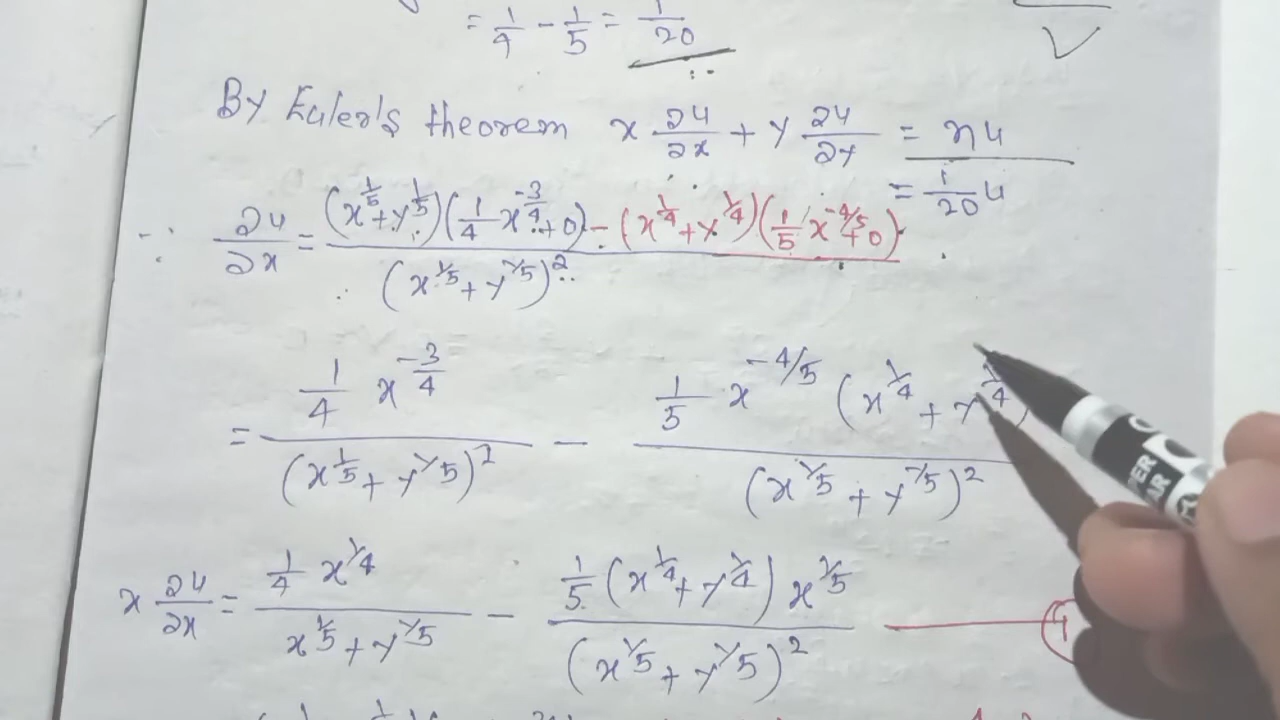 = 1/4 - 1/5 = 1/20
By Euler's theorem x ∂u/∂x + y ∂u/∂y = nu
= 1/20 u
∵ ∂u/∂x = (x^1/5 + y^1/5)(1/4 x^-3/4 + 0) - (x^1/4 + y^1/4)(1/5 x^-4/5 + 0) / (x^1/5 + y^1/5)^2
= 1/4 x^-3/4 / (x^1/5 + y^1/5)^2 - 1/5 x^-4/5 (x^1/4 + y^1/4) / (x^1/5 + y^1/5)^2
x ∂u/∂x = 1/4 x^1/4 / x^1/5 + y^1/5 - 1/5 (x^1/4 + y^1/4) x^1/5 / (x^1/5 + y^1/5)^2